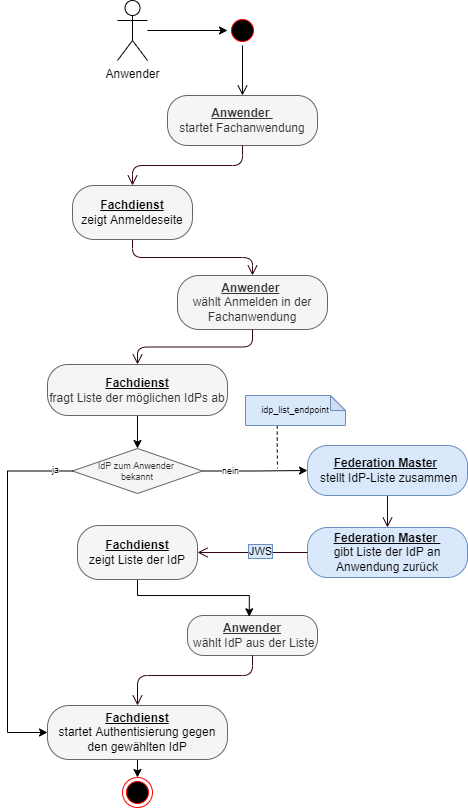 Anwender
Anwender
startet Fachanwendung
Fachdienst
zeigt Anmeldeseite
Anwender
wählt Anmelden in der
Fachanwendung
Fachdienst
fragt Liste der möglichen IdPs ab
idp_list_endpoint
IdP zum Anwender
bekannt
ja
nein
Federation Master
stellt IdP-Liste zusammen
Federation Master
gibt Liste der IdP an
Anwendung zurück
JWS
Fachdienst
zeigt Liste der IdP
Anwender
wählt IdP aus der Liste
Fachdienst
startet Authentisierung gegen
den gewählten IdP